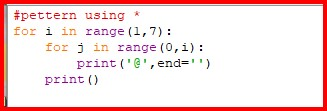 #pettern using *
for i in range(1,7):
    for j in range(0,i):
        print('@',end='')
    print()